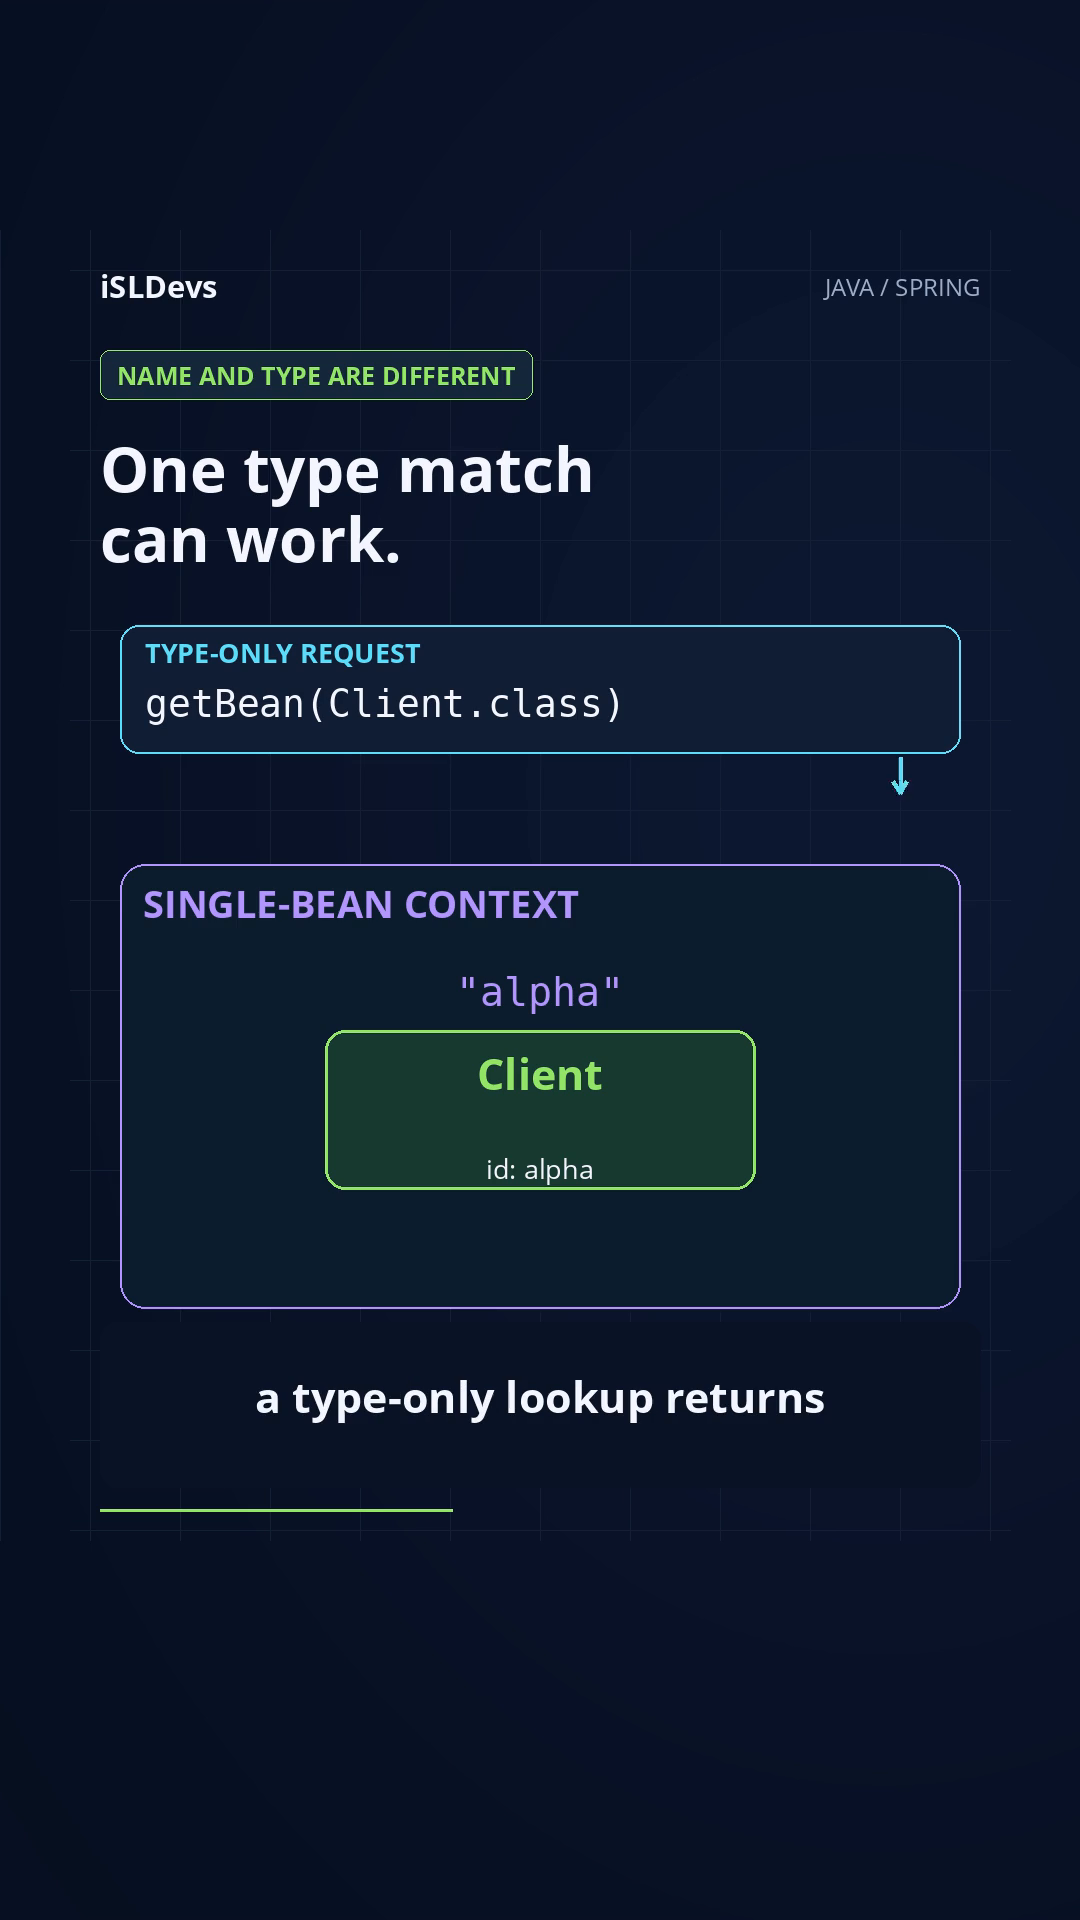 iSLDevs
JAVA / SPRING
NAME AND TYPE ARE DIFFERENT
One type match
can work.
TYPE-ONLY REQUEST
getBean(Client.class)
SINGLE-BEAN CONTEXT
"alpha"
Client
id: alpha
a type-only lookup returns